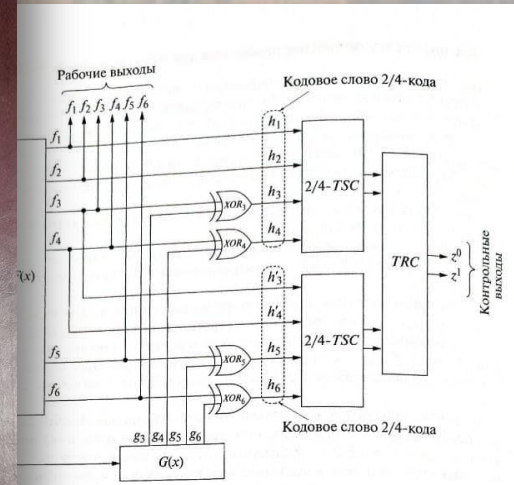 Рабочие выходы
f1 f2 f3 f4 f5 f6
Кодовое слово 2/4-кода
f1
h1
f2
h2
2/4-TSC
f3
XOR3
h3
f4
XOR4
h4
TRC
z0
z1
Контрольные
выходы
(x)
h'3
h'4
2/4-TSC
f5
XOR5
h5
f6
XOR6
h6
g3 g4 g5 g6
Кодовое слово 2/4-кода
G(x)